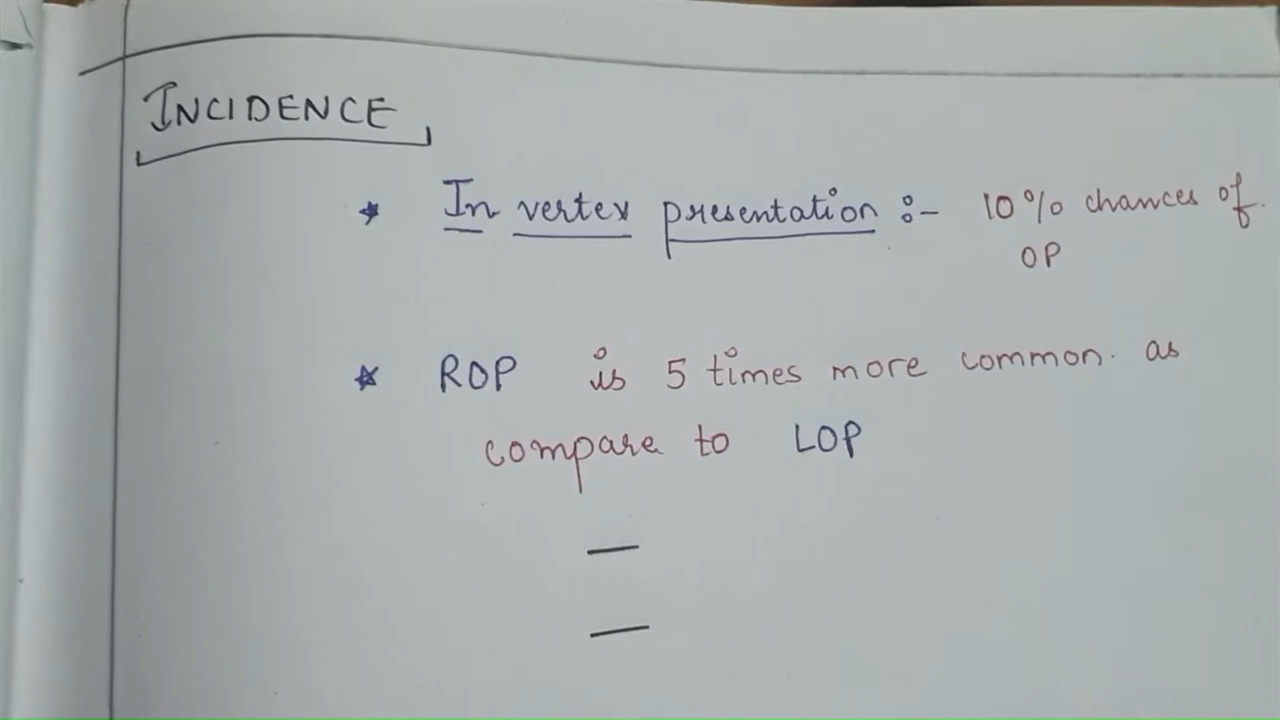 INCIDENCE
* In vertex presentation :- 10% chances of
OP
* ROP is 5 times more common. as
compare to LOP
—
—